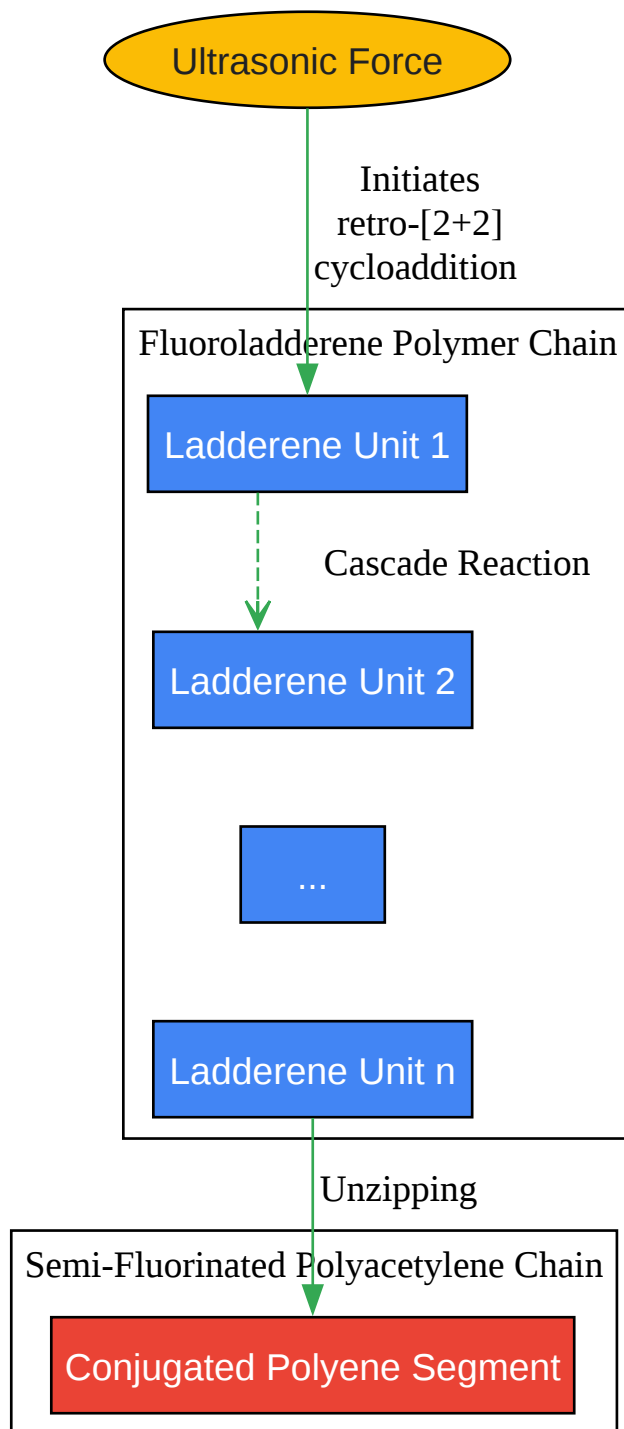 Ultrasonic Force
Initiates
retro-[2+2]
cycloaddition
Fluoroladderene Polymer Chain
Ladderene Unit 1
Cascade Reaction
Ladderene Unit 2
...
Ladderene Unit n
Unzipping
Semi-Fluorinated Polyacetylene Chain
Conjugated Polyene Segment